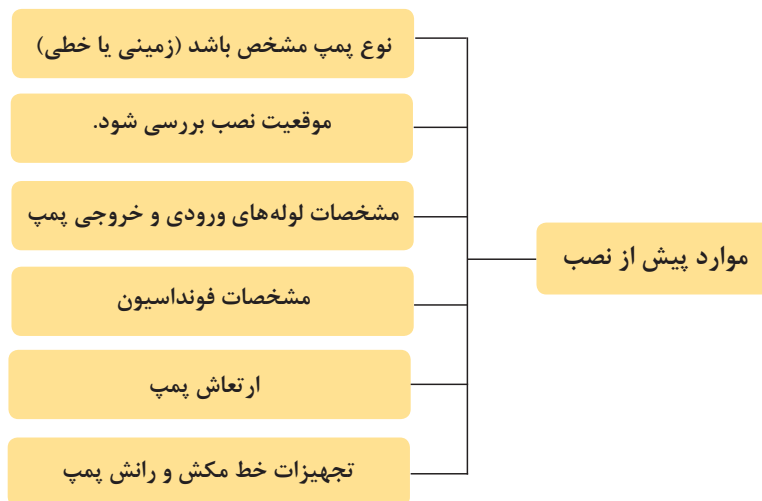 موارد پیش از نصب
نوع پمپ مشخص باشد (زمینی یا خطی)
موقعیت نصب بررسی شود.
مشخصات لوله‌های ورودی و خروجی پمپ
مشخصات فونداسیون
ارتعاش پمپ
تجهیزات خط مکش و رانش پمپ